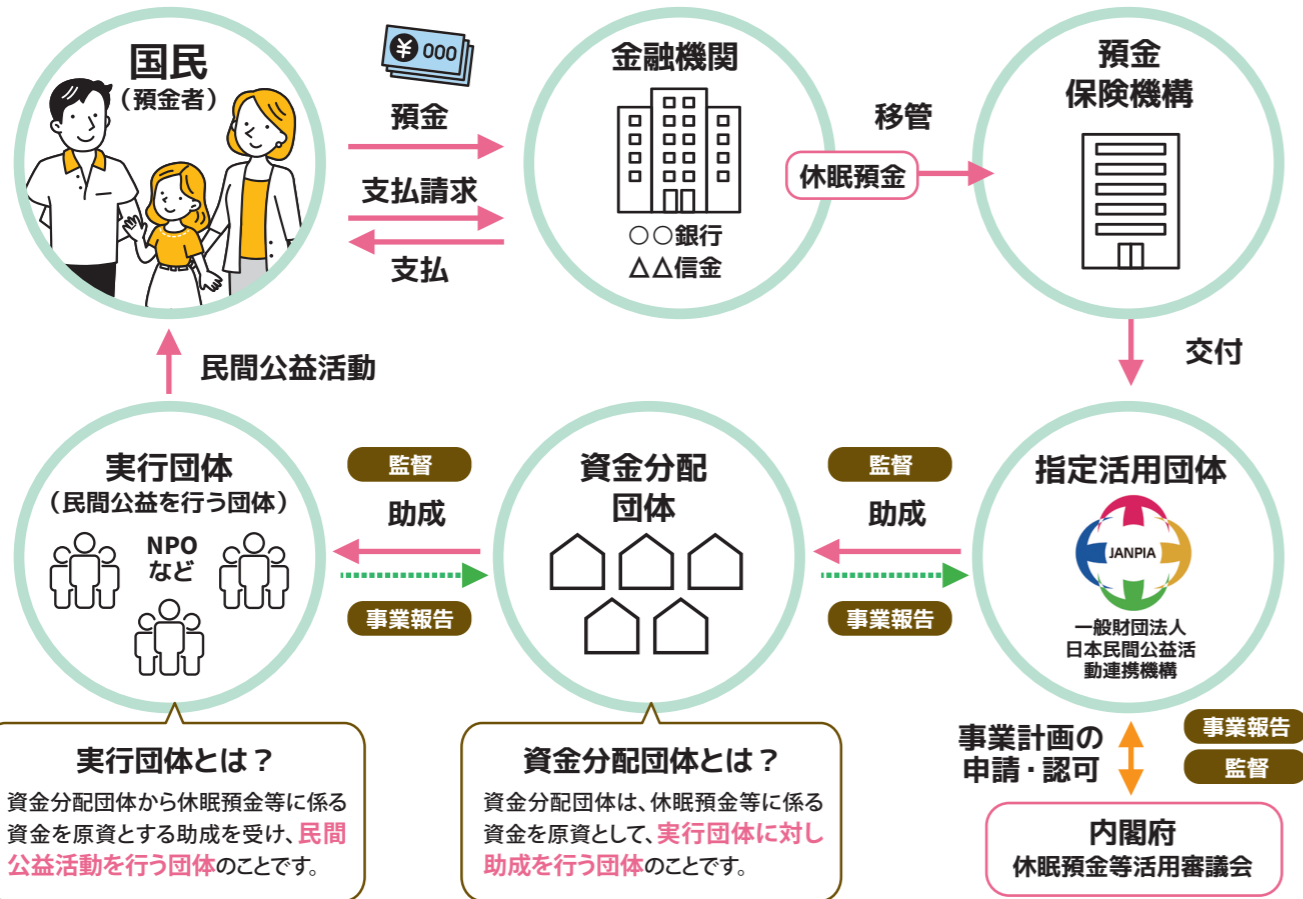 国民
（預金者）
¥ 000
預金
支払請求
支払
金融機関
○○銀行
△△信金
移管
休眠預金
預金
保険機構
交付
民間公益活動
実行団体
（民間公益を行う団体）
NPO
など
監督
助成
事業報告
資金分配
団体
監督
助成
事業報告
指定活用団体
JANPIA
一般財団法人
日本民間公益活
動連携機構
実行団体とは？
資金分配団体から休眠預金等に係る
資金を原資とする助成を受け、民間
公益活動を行う団体のことです。
資金分配団体とは？
資金分配団体は、休眠預金等に係る
資金を原資として、実行団体に対し
助成を行う団体のことです。
事業計画の
申請・認可
事業報告
監督
内閣府
休眠預金等活用審議会